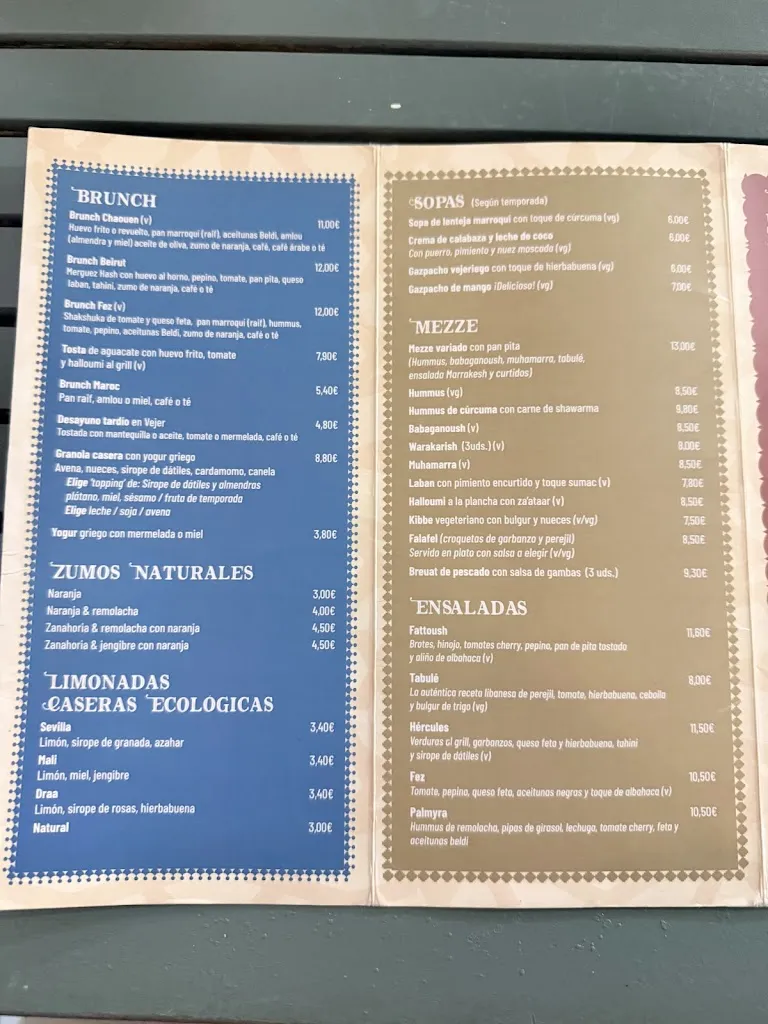 BRUNCH
Brunch Chaouen (v) 11,00€
Huevo frito o revuelto, pan marroquí (raif), aceitunas Beldi, amlou
(almendra y miel) aceite de oliva, zumo de naranja, café, café árabe o té
Brunch Beirut 12,00€
Merguez Hash con huevo al horno, pepino, tomate, pan pita, queso
laban, tahini, zumo de naranja, café o té
Brunch Fez (v) 12,00€
Shakshuka de tomate y queso feta, pan marroquí (raif), hummus,
tomate, pepino, aceitunas Beldi, zumo de naranja, café o té
Tosta de aguacate con huevo frito, tomate 7,90€
y halloumi al grill (v)
Brunch Maroc 5,40€
Pan raif, amlou o miel, café o té
Desayuno tardío en Vejer 4,80€
Tostada con mantequilla o aceite, tomate o mermelada, café o té
Granola casera con yogur griego 8,80€
Avena, nueces, sirope de dátiles, cardamomo, canela
Elige 'topping' de: Sirope de dátiles y almendras
plátano, miel, sésamo / fruta de temporada
Elige leche / soja / avena
Yogur griego con mermelada o miel 3,80€
ZUMOS NATURALES
Naranja 3,00€
Naranja & remolacha 4,00€
Zanahoria & remolacha con naranja 4,50€
Zanahoria & jengibre con naranja 4,50€
LIMONADAS
CASERAS ECOLÓGICAS
Sevilla 3,40€
Limón, sirope de granada, azahar
Mali 3,40€
Limón, miel, jengibre
Draa 3,40€
Limón, sirope de rosas, hierbabuena
Natural 3,00€
SOPAS (Según temporada)
Sopa de lenteja marroquí con toque de cúrcuma (vg) 6,00€
Crema de calabaza y leche de coco 6,00€
Con puerro, pimiento y nuez moscada (vg)
Gazpacho vejeriego con toque de hierbabuena (vg) 6,00€
Gazpacho de mango ¡Delicioso! (vg) 7,00€
MEZZE
Mezze variado con pan pita 13,00€
(Hummus, babaganoush, muhamarra, tabulé,
ensalada Marrakesh y curtidos)
Hummus (vg) 8,50€
Hummus de cúrcuma con carne de shawarma 9,80€
Babaganoush (v) 8,50€
Warakarish (3uds.) (v) 8,00€
Muhamarra (v) 8,50€
Laban con pimiento encurtido y toque sumac (v) 7,80€
Halloumi a la plancha con za'ataar (v) 8,50€
Kibbe vegeteriano con bulgur y nueces (v/vg) 7,50€
Falafel (croquetas de garbanzo y perejil) 8,50€
Servido en plato con salsa a elegir (v/vg)
Breuat de pescado con salsa de gambas (3 uds.) 9,30€
ENSALADAS
Fattoush 11,60€
Brotes, hinojo, tomates cherry, pepino, pan de pita tostada
y aliño de albahaca (v)
Tabulé 8,00€
La auténtica receta libanesa de perejil, tomate, hierbabuena, cebolla
y bulgur de trigo (vg)
Hércules 11,50€
Verduras al grill, garbanzos, queso feta y hierbabuena, tahini
y sirope de dátiles (v)
Fez 10,50€
Tomate, pepino, queso feta, aceitunas negras y toque de albahaca (v)
Palmyra 10,50€
Hummus de remolacha, pipas de girasol, lechuga, tomate cherry, feta y
aceitunas beldi